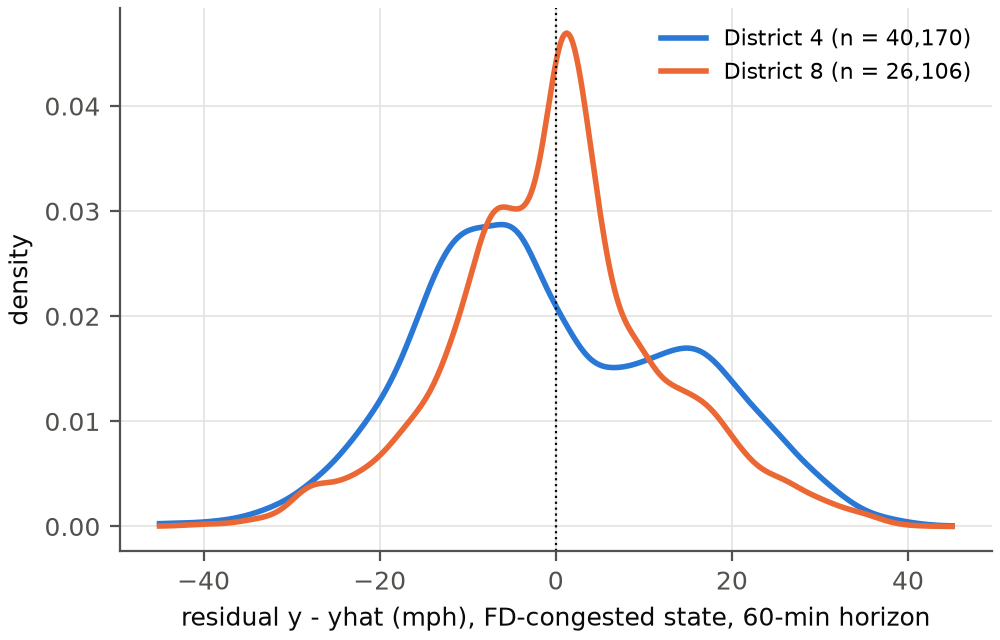 District 4 (n = 40,170)
District 8 (n = 26,106)
0.04
0.03
0.02
0.01
0.00
density
−40
−20
0
20
40
residual y - yhat (mph), FD-congested state, 60-min horizon